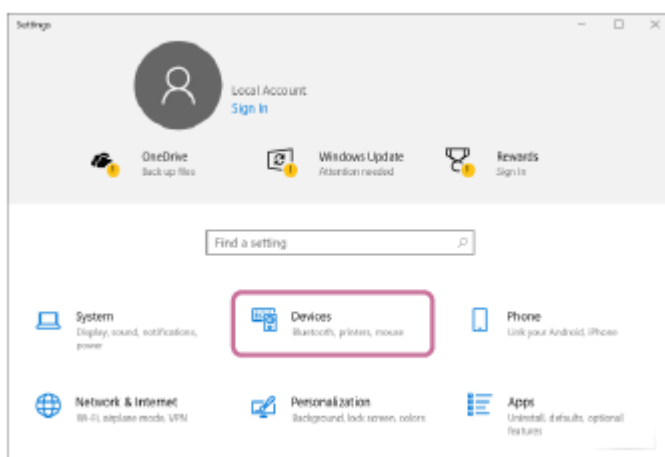 Settings
Local Account
Sign In
OneDrive
Back up files
Windows Update
Attention needed
Rewards
Sign In
Find a setting
System
Display, sound, notifications,
power
Devices
Bluetooth, printers, mouse
Phone
Link your Android, iPhone
Network & Internet
Wi-Fi, airplane mode, VPN
Personalization
Background, lock screen, colors
Apps
Uninstall, defaults, optional
features